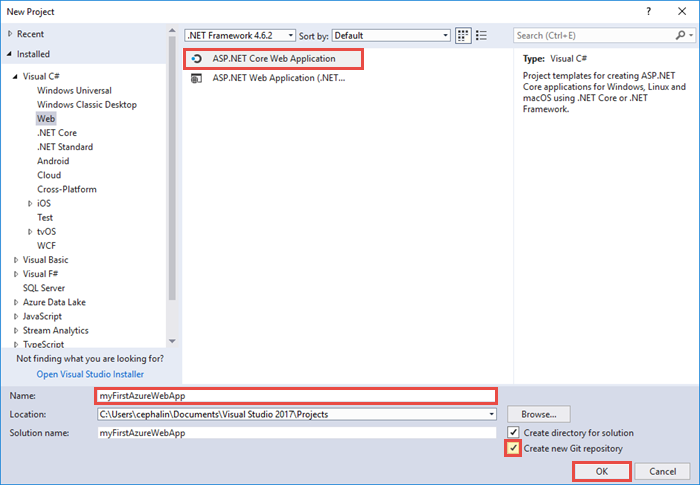 New Project
? ✕
Recent
Installed
Visual C#
Windows Universal
Windows Classic Desktop
Web
.NET Core
.NET Standard
Android
Cloud
Cross-Platform
iOS
Test
tvOS
WCF
Visual Basic
Visual F#
SQL Server
Azure Data Lake
JavaScript
Stream Analytics
TypeScript
Not finding what you are looking for?
Open Visual Studio Installer
.NET Framework 4.6.2 Sort by: Default
ASP.NET Core Web Application
ASP.NET Web Application (.NET...
Search (Ctrl+E)
Type: Visual C#
Project templates for creating ASP.NET
Core applications for Windows, Linux and
macOS using .NET Core or .NET
Framework.
Name: myFirstAzureWebApp
Location: C:\Users\cephalin\Documents\Visual Studio 2017\Projects Browse...
Solution name: myFirstAzureWebApp
Create directory for solution
Create new Git repository
OK Cancel